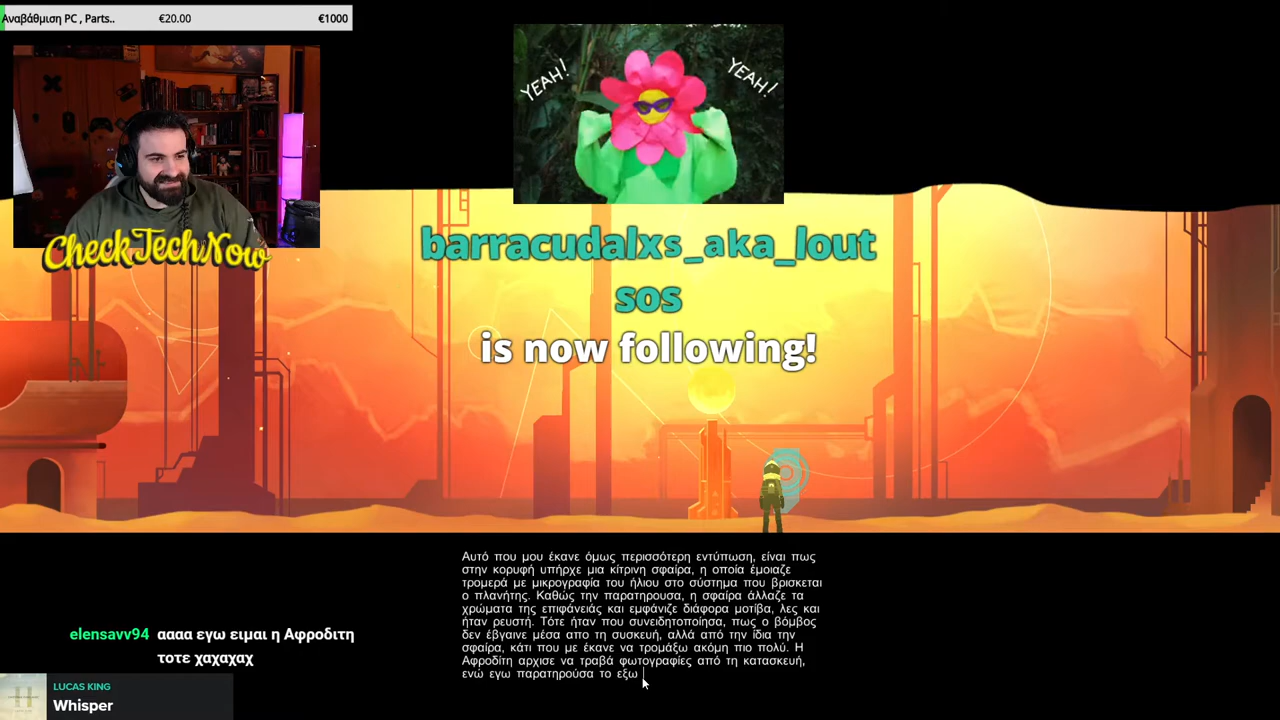 Αναβάθμιση PC , Parts.. €20.00 €1000
YEAH! YEAH!
CheckTechNow
barracudalxs_aka_lout
sos
is now following!
Αυτό που μου έκανε όμως περισσότερη εντύπωση, είναι πως
στην κορυφή υπήρχε μια κίτρινη σφαίρα, η οποία έμοιαζε
τρομερά με μικρογραφία του ήλιου στο σύστημα που βρισκεται
ο πλανήτης. Καθώς την παρατηρουσα, η σφαίρα άλλαζε τα
χρώματα της επιφάνειάς και εμφάνιζε διάφορα μοτίβα, λες και
ήταν ρευστή. Τότε ήταν που συνειδητοποίησα, πως ο βόμβος
δεν έβγαινε μέσα απο τη συσκευή, αλλά από την ίδια την
σφαίρα, κάτι που με έκανε να τρομάξω ακόμη πιο πολύ. Η
Αφροδίτη αρχισε να τραβά φωτογραφίες από τη κατασκευή,
ενώ εγω παρατηρούσα το εξω
elensavv94 αααα εγω ειμαι η Αφροδιτη
τοτε χαχαχαχ
LUCAS KING
Whisper